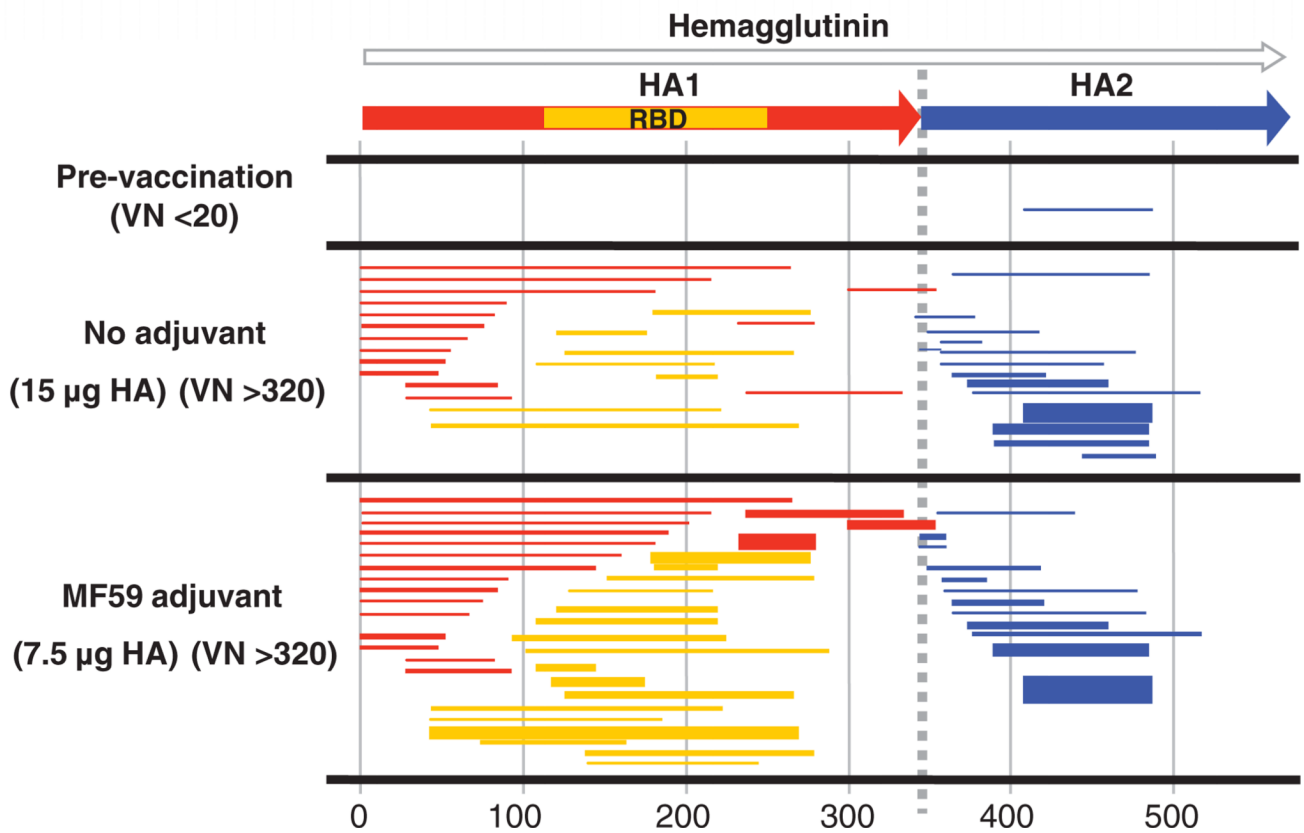 Hemagglutinin
HA1
HA2
RBD
Pre-vaccination
(VN <20)
No adjuvant
(15 µg HA) (VN >320)
MF59 adjuvant
(7.5 µg HA) (VN >320)
0 100 200 300 400 500